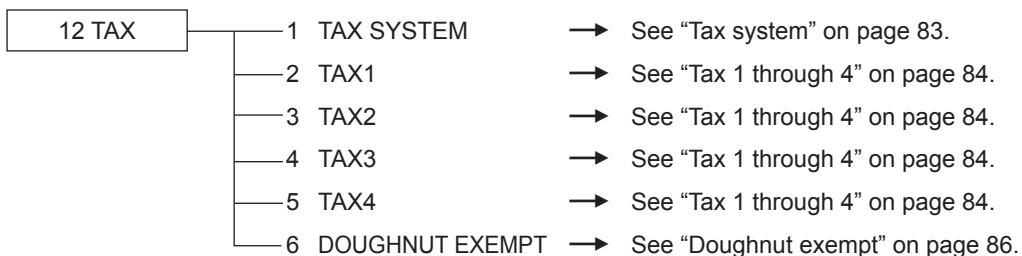 12 TAX 1 TAX SYSTEM → See “Tax system” on page 83.
2 TAX1 → See “Tax 1 through 4” on page 84.
3 TAX2 → See “Tax 1 through 4” on page 84.
4 TAX3 → See “Tax 1 through 4” on page 84.
5 TAX4 → See “Tax 1 through 4” on page 84.
6 DOUGHNUT EXEMPT → See “Doughnut exempt” on page 86.